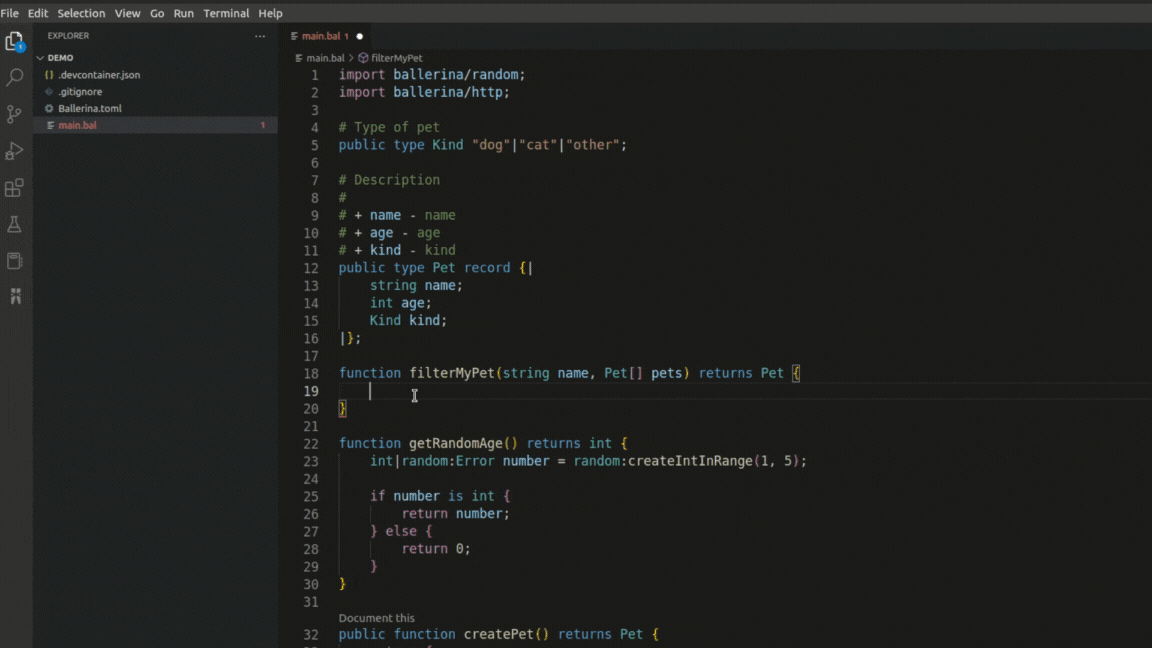 File Edit Selection View Go Run Terminal Help
EXPLORER ...
DEMO
{} .devcontainer.json
.gitignore
Ballerina.toml
main.bal 1
1
main.bal 1
main.bal > filterMyPet
1 import ballerina/random;
2 import ballerina/http;
3
4 # Type of pet
5 public type Kind "dog"|"cat"|"other";
6
7 # Description
8 #
9 # + name - name
10 # + age - age
11 # + kind - kind
12 public type Pet record {|
13 string name;
14 int age;
15 Kind kind;
16 |};
17
18 function filterMyPet(string name, Pet[] pets) returns Pet {
19
20 }
21
22 function getRandomAge() returns int {
23 int|random:Error number = random:createIntInRange(1, 5);
24
25 if number is int {
26 return number;
27 } else {
28 return 0;
29 }
30 }
31
Document this
32 public function createPet() returns Pet {